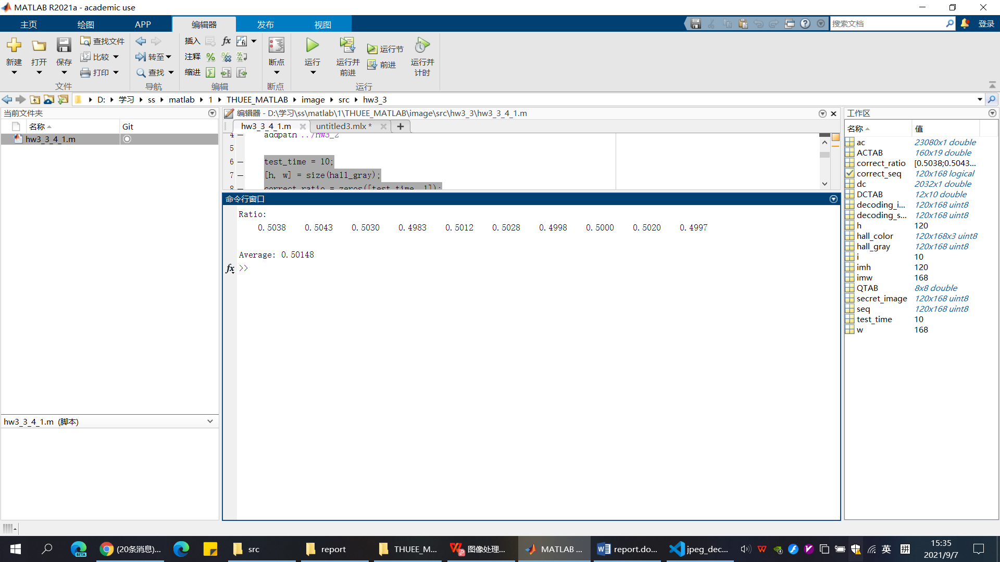 MATLAB R2021a - academic use
主页 绘图 APP 编辑器 发布 视图
搜索文档 登录
新建 打开 保存 查找文件 比较 打印
文件
转至 查找
导航
插入 fx
注释
缩进
编辑
断点
断点
运行 运行并前进 运行节 前进 运行并计时
运行
D: 学习 ss matlab 1 THUEE_MATLAB image src hw3_3
当前文件夹
名称 Git
hw3_3_4_1.m
hw3_3_4_1.m (脚本)
编辑器 - D:\学习\ss\matlab\1\THUEE_MATLAB\image\src\hw3_3\hw3_3_4_1.m
hw3_3_4_1.m untitled3.mlx *
4 addpath ../hw3_2
5
6 test_time = 10;
7 [h, w] = size(hall_gray);
8 correct_ratio = zeros([test_time, 1]);
命令行窗口
Ratio:
0.5038 0.5043 0.5030 0.4983 0.5012 0.5028 0.4998 0.5000 0.5020 0.4997
Average: 0.50148
fx >>
工作区
名称 值
ac 23080x1 double
ACTAB 160x19 double
correct_ratio [0.5038;0.5043...
correct_seq 120x168 logical
dc 2032x1 double
DCTAB 12x10 double
decoding_i... 120x168 uint8
decoding_s... 120x168 uint8
h 120
hall_color 120x168x3 uint8
hall_gray 120x168 uint8
i 10
imh 120
imw 168
QTAB 8x8 double
secret_image 120x168 uint8
seq 120x168 uint8
test_time 10
w 168
BETA (20条消息)... src report THUEE_M... 图像处理... MATLAB ... report.do... jpeg_dec... 英 拼
15:35
2021/9/7